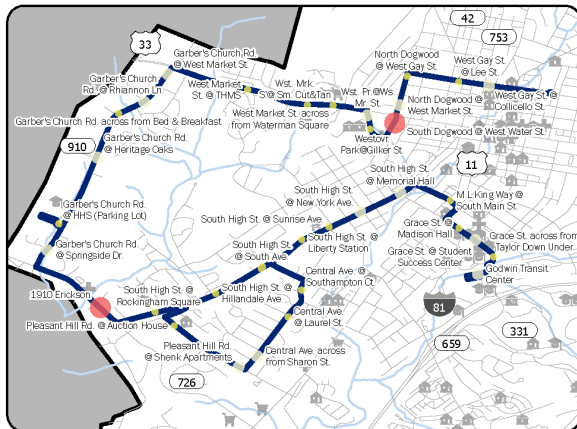 42
33
753
Garber's Church Rd.
@ West Market St.
North Dogwood
@ West Gay St.
West Gay St.
@ Lee St.
Garber's Church
Rd. @ Rhiannon Ln.
West Market
St. @ THMS
Wst. Mrk.
S @ Sm. Cut&Tan
Wst. Pr.@Ws.
Mr. St.
West Gay St. @
Collicello St.
North Dogwood @
West Market St.
Garber's Church Rd. across from Bed & Breakfast
West Market St. across
from Waterman Square
South Dogwood @ West Water St.
Garber's Church Rd.
@ Heritage Oaks
Westovr.
Park@Gilker St.
910
11
South High St.
@ Memorial Hall
South High St.
@ New York Ave.
M L King Way @
South Main St.
Garber's Church Rd.
@ HHS (Parking Lot)
South High St. @ Sunrise Ave.
Grace St. @
Madison Hall
Grace St. across from
Taylor Down Under
South High St. @
Liberty Station
Garber's Church Rd.
@ Springside Dr.
South High St.
@ South Ave.
Grace St. @ Student
Success Center
Central Ave. @
Southampton Ct.
Godwin Transit
Center
1910 Erickson
South High St. @
Rockingham Square
South High St. @
Hillandale Ave.
81
Pleasant Hill Rd. @ Auction House
Central Ave.
@ Laurel St.
331
Pleasant Hill Rd.
@ Shenk Apartments
Central Ave. across
from Sharon St.
659
726